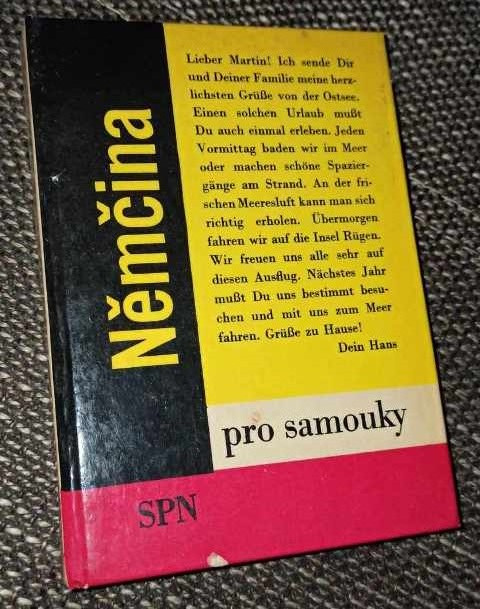 Němčina
Lieber Martin! Ich sende Dir
und Deiner Familie meine herz-
lichsten Grüße von der Ostsee.
Einen solchen Urlaub mußt
Du auch einmal erleben. Jeden
Vormittag baden wir im Meer
oder machen schöne Spazier-
gänge am Strand. An der fri-
schen Meeresluft kann man sich
richtig erholen. Übermorgen
fahren wir auf die Insel Rügen.
Wir freuen uns alle sehr auf
diesen Ausflug. Nächstes Jahr
mußt Du uns bestimmt besu-
chen und mit uns zum Meer
fahren. Grüße zu Hause!
Dein Hans
pro samouky
SPN